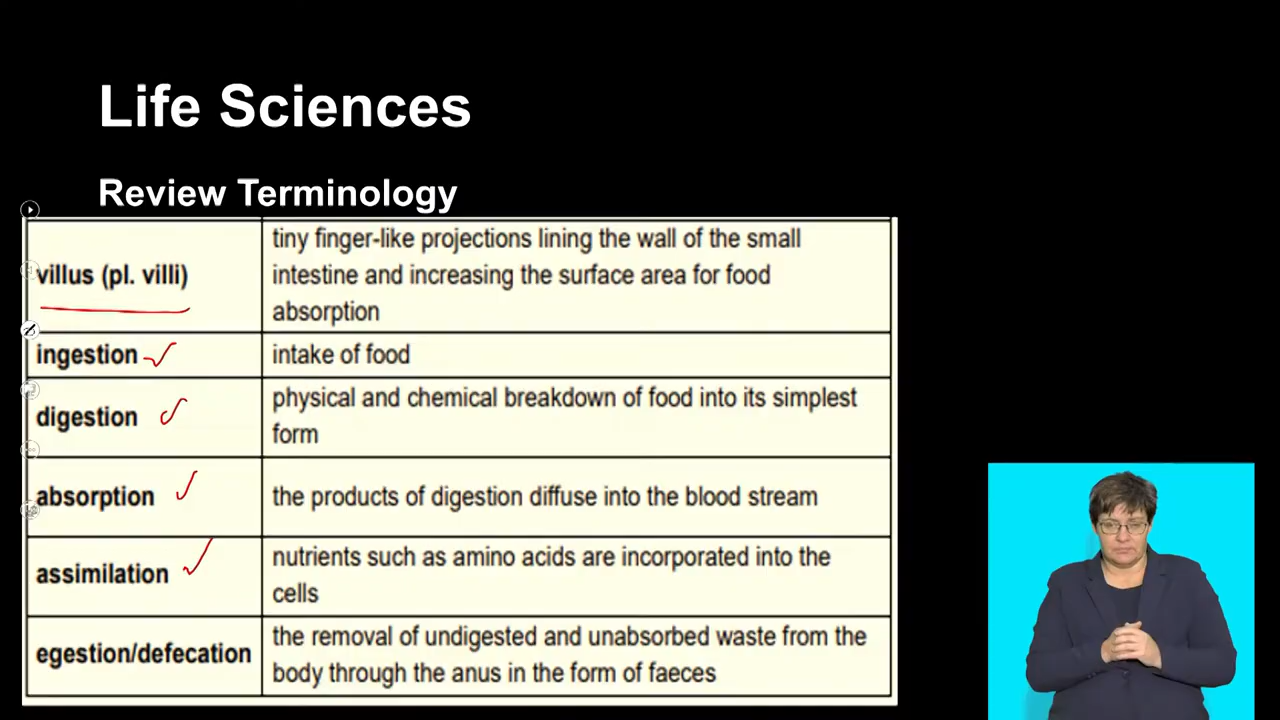 Life Sciences
Review Terminology
villus (pl. villi)
tiny finger-like projections lining the wall of the small
intestine and increasing the surface area for food
absorption
ingestion
intake of food
digestion
physical and chemical breakdown of food into its simplest
form
absorption
the products of digestion diffuse into the blood stream
assimilation
nutrients such as amino acids are incorporated into the
cells
egestion/defecation
the removal of undigested and unabsorbed waste from the
body through the anus in the form of faeces